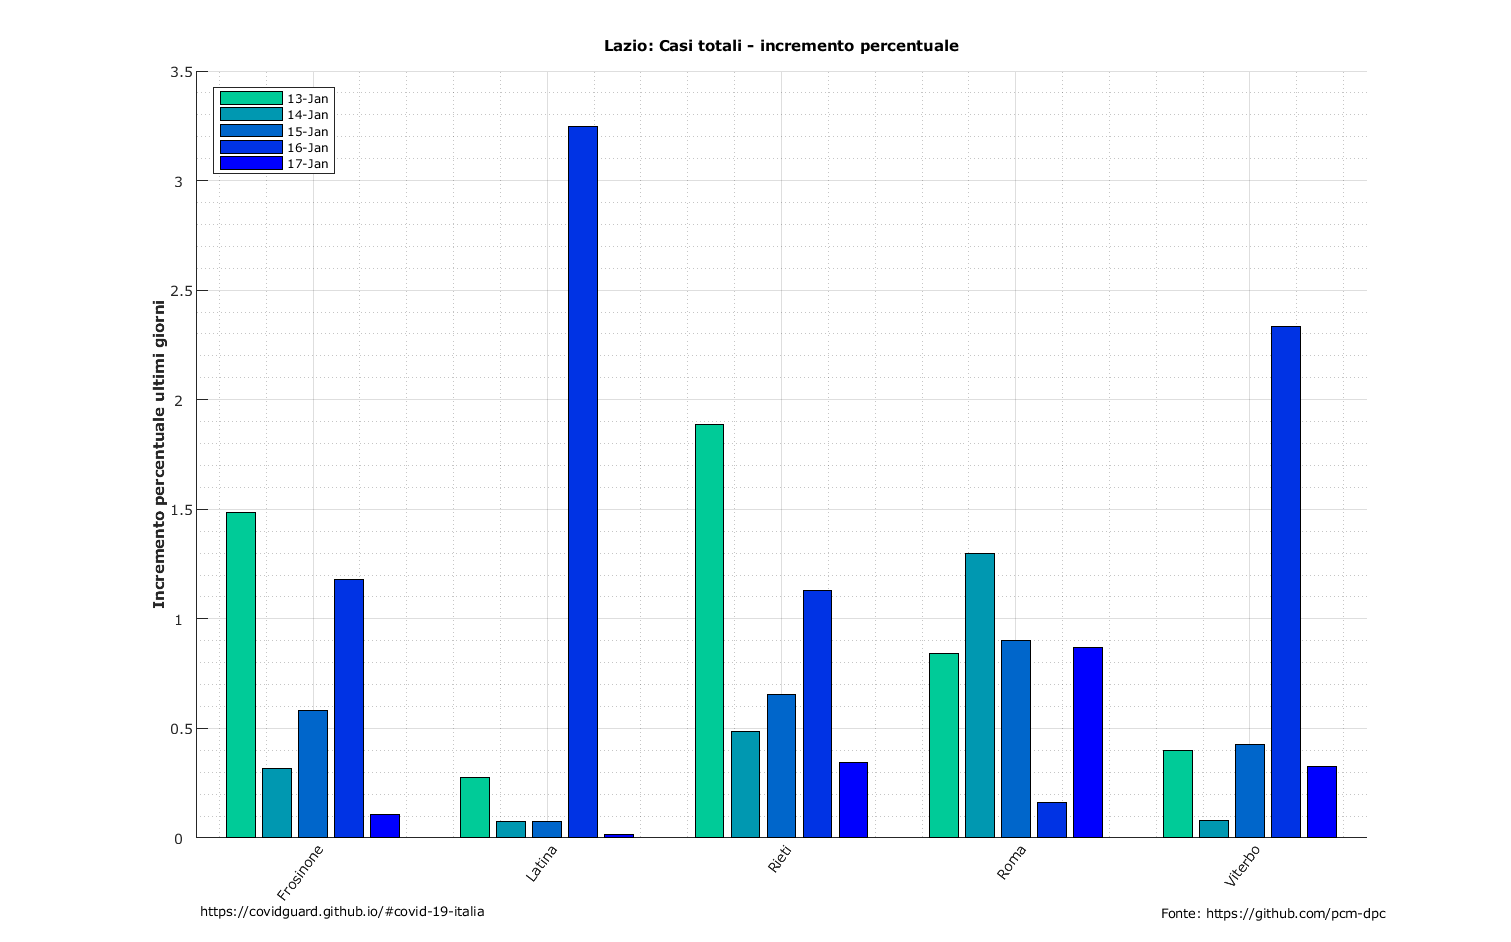 Lazio: Casi totali - incremento percentuale
13-Jan
14-Jan
15-Jan
16-Jan
17-Jan
Incremento percentuale ultimi giorni
3.5
3
2.5
2
1.5
1
0.5
0
Frosinone
Latina
Rieti
Roma
Viterbo
https://covidguard.github.io/#covid-19-italia
Fonte: https://github.com/pcm-dpc